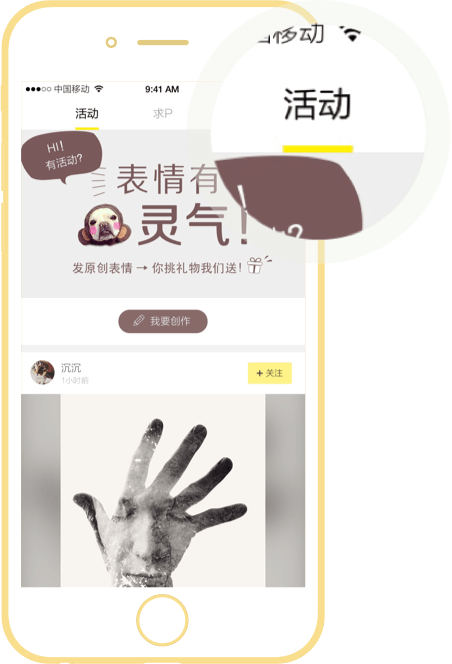 中国移动 9:41 AM
活动 求P
HI!
有活动?
表情有
灵气!
发原创表情 → 你挑礼物我们送!
我要创作
沉沉
1小时前
+ 关注
移动
活动
!
?